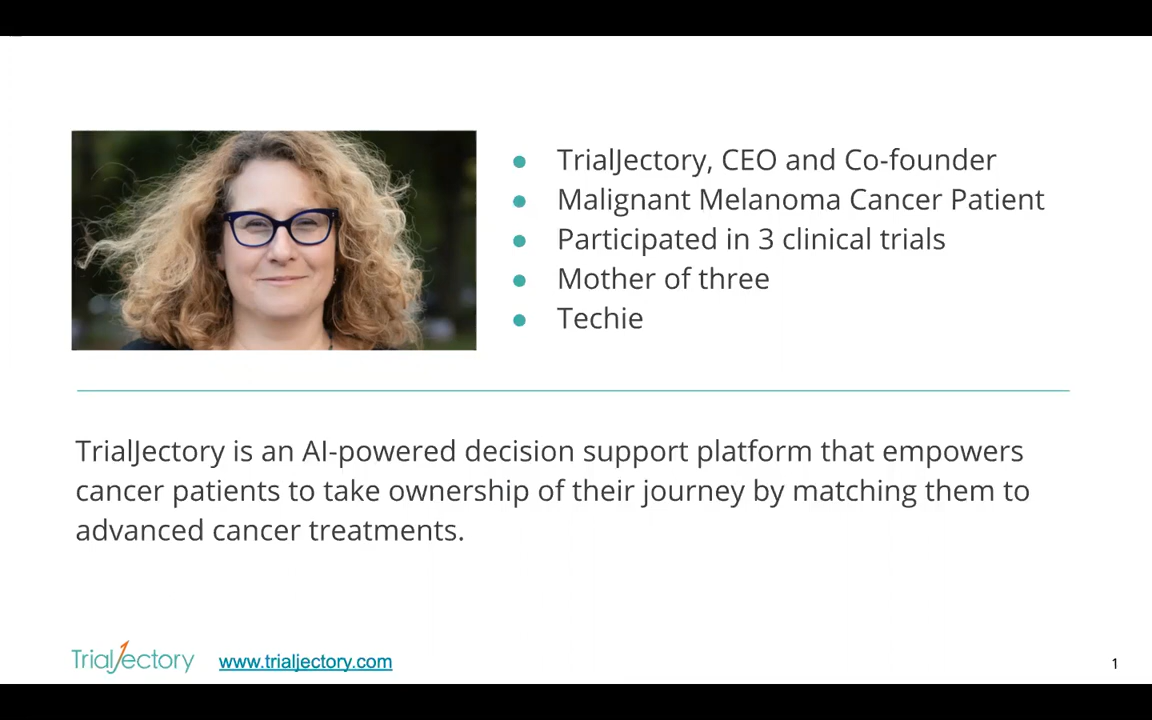 TrialJectory, CEO and Co-founder
Malignant Melanoma Cancer Patient
Participated in 3 clinical trials
Mother of three
Techie
TrialJectory is an AI-powered decision support platform that empowers
cancer patients to take ownership of their journey by matching them to
advanced cancer treatments.
TrialJectory www.trialjectory.com 1